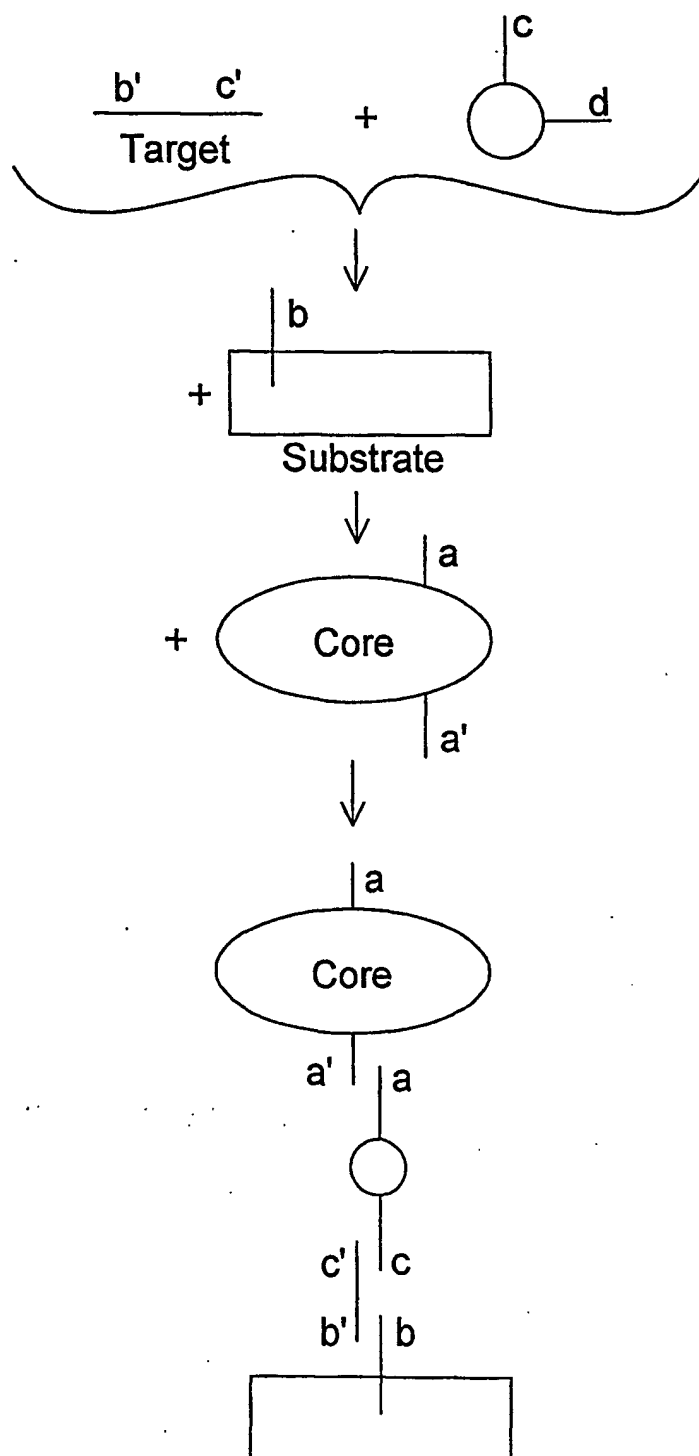 c
b' c' + d
Target
b
+
Substrate
a
+ Core
a'
a
Core
a' a
c' c
b' b